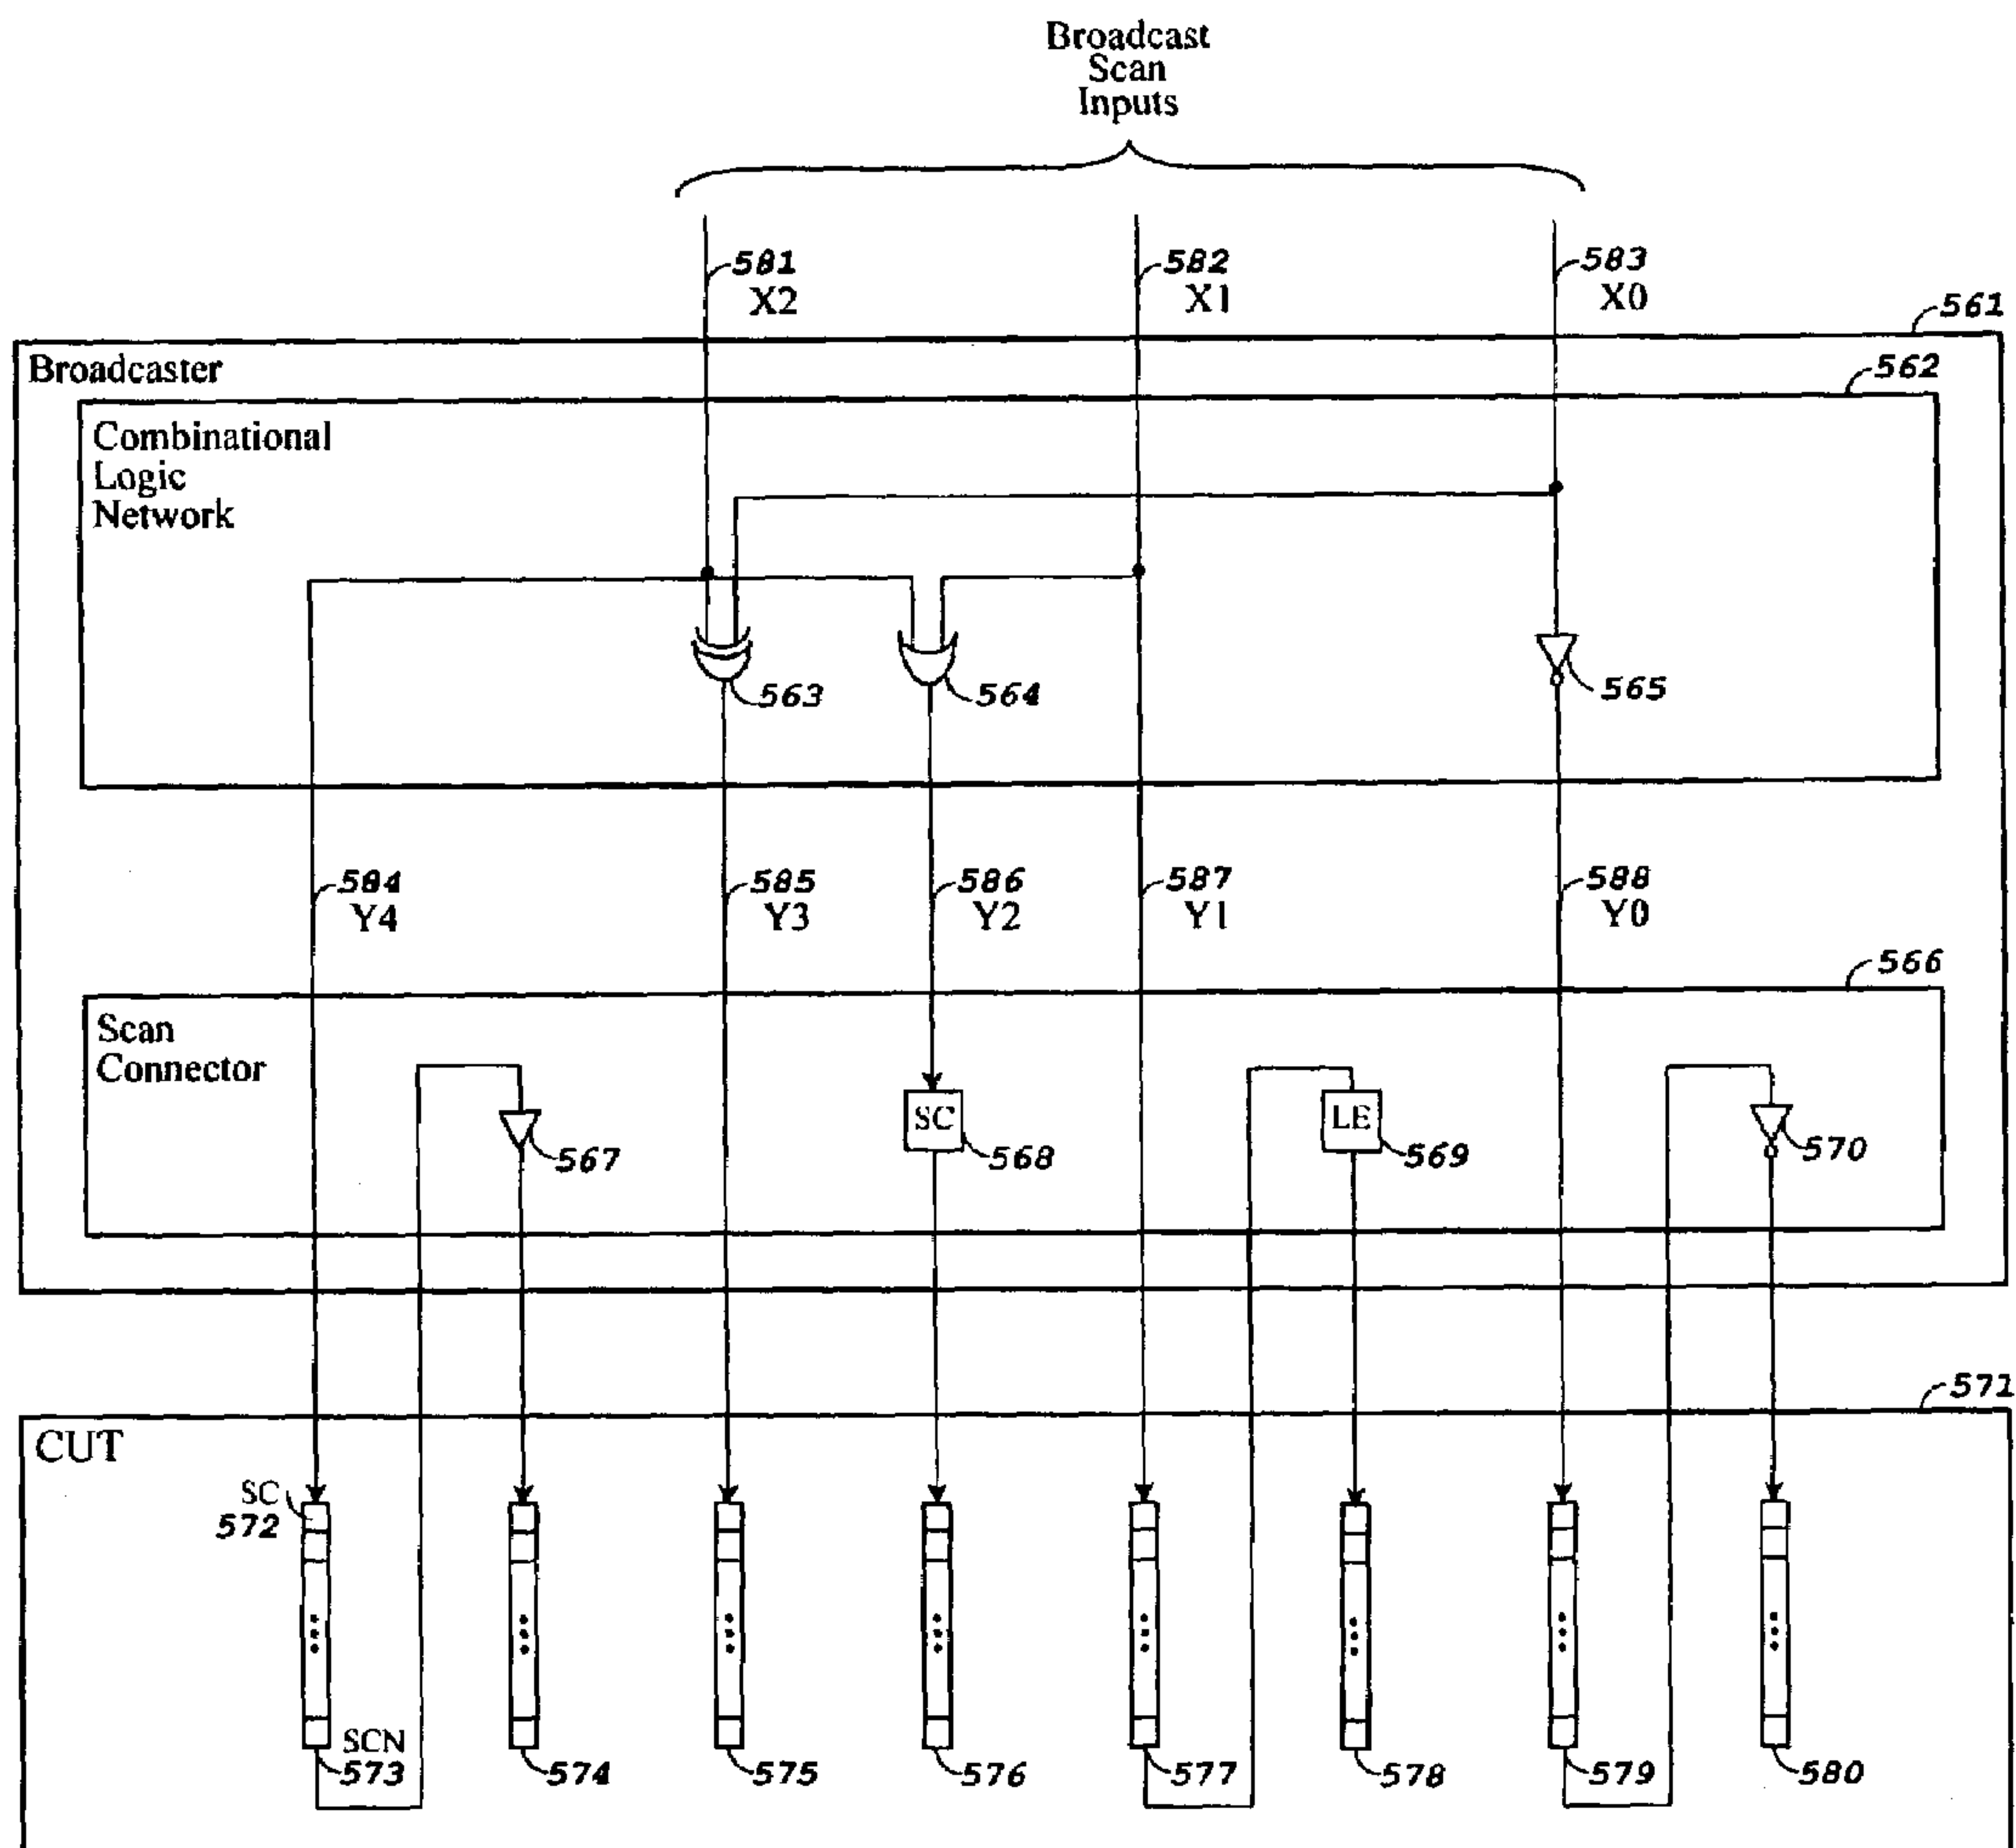 Broadcast
Scan
Inputs
581
X2
582
X1
583
X0
561
Broadcaster
562
Combinational
Logic
Network
563
564
565
584
Y4
585
Y3
586
Y2
587
Y1
588
Y0
566
Scan
Connector
567
SC
568
LE
569
570
571
CUT
SC
572
SCN
573
574
575
576
577
578
579
580